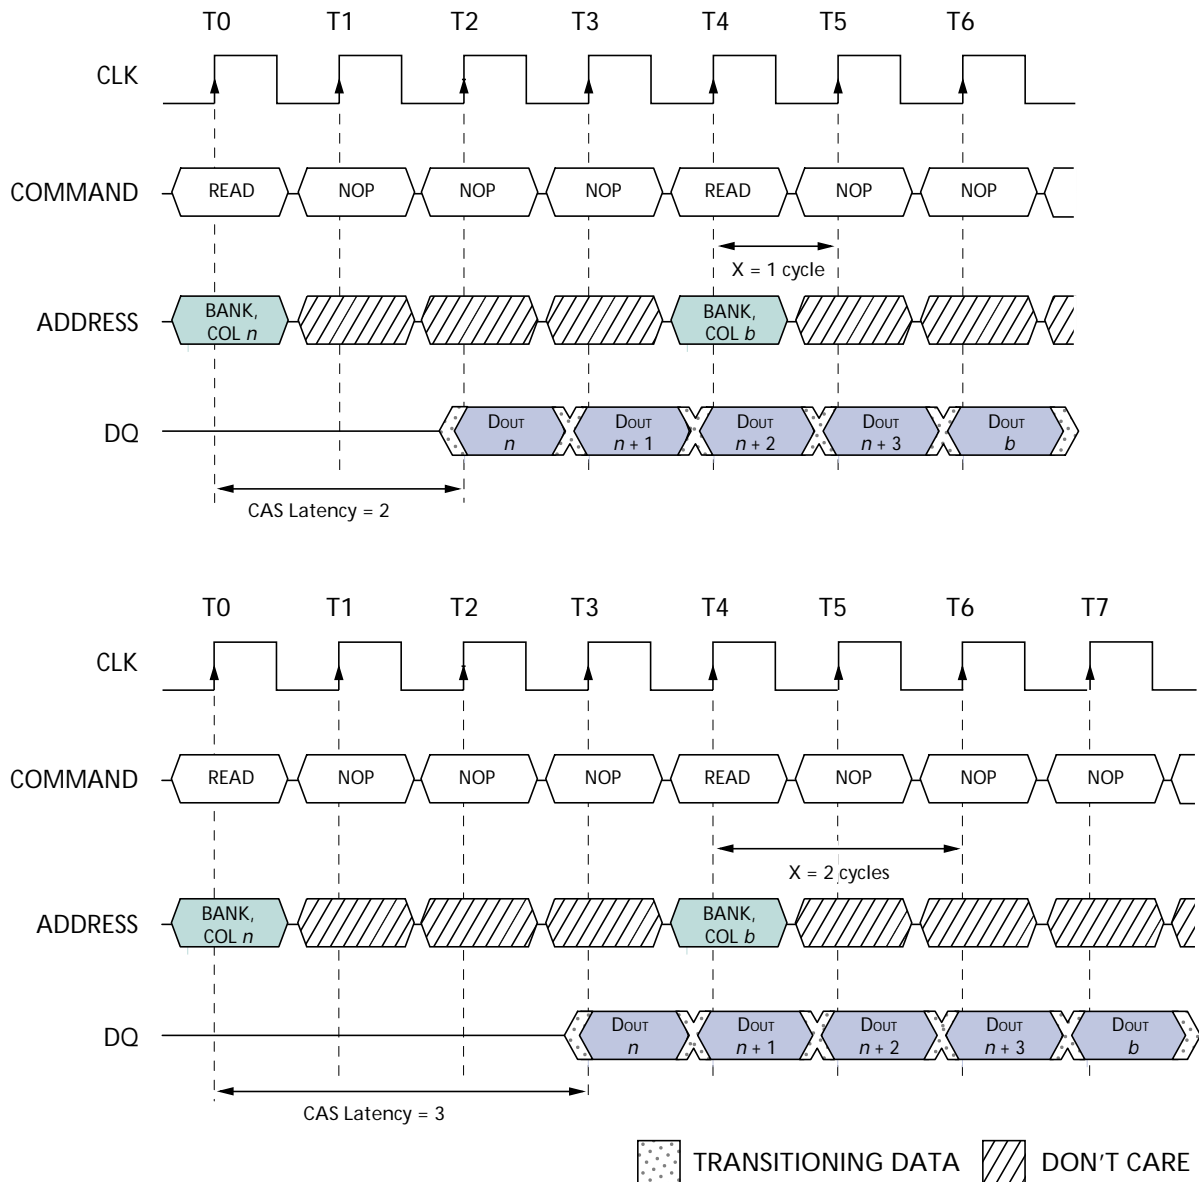 T0 T1 T2 T3 T4 T5 T6
CLK
COMMAND READ NOP NOP NOP READ NOP NOP
X = 1 cycle
ADDRESS
BANK,
COL n
BANK,
COL b
DQ
DOUT
n
DOUT
n + 1
DOUT
n + 2
DOUT
n + 3
DOUT
b
CAS Latency = 2
T0 T1 T2 T3 T4 T5 T6 T7
CLK
COMMAND READ NOP NOP NOP READ NOP NOP NOP
X = 2 cycles
ADDRESS
BANK,
COL n
BANK,
COL b
DQ
DOUT
n
DOUT
n + 1
DOUT
n + 2
DOUT
n + 3
DOUT
b
CAS Latency = 3
TRANSITIONING DATA DON'T CARE